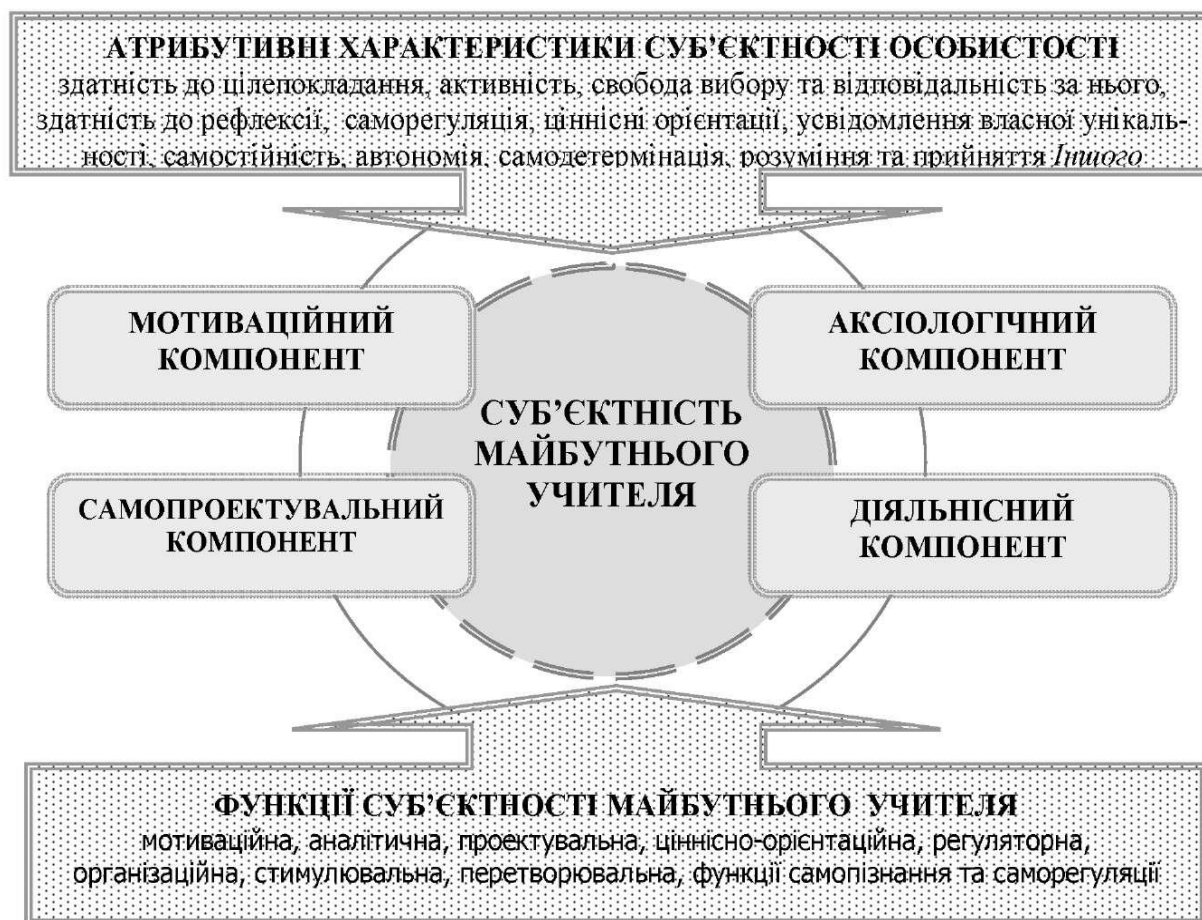 АТРИБУТИВНІ ХАРАКТЕРИСТИКИ СУБ’ЄКТНОСТІ ОСОБИСТОСТІ
здатність до цілепокладання, активність, свобода вибору та відповідальність за нього,
здатність до рефлексії, саморегуляція, ціннісні орієнтації, усвідомлення власної унікаль-
ності, самостійність, автономія, самодетермінація, розуміння та прийняття Іншого
МОТИВАЦІЙНИЙ
КОМПОНЕНТ
АКСІОЛОГІЧНИЙ
КОМПОНЕНТ
СУБ’ЄКТНІСТЬ
МАЙБУТНЬОГО
УЧИТЕЛЯ
САМОПРОЕКТУВАЛЬНИЙ
КОМПОНЕНТ
ДІЯЛЬНІСНИЙ
КОМПОНЕНТ
ФУНКЦІЇ СУБ’ЄКТНОСТІ МАЙБУТНЬОГО УЧИТЕЛЯ
мотиваційна, аналітична, проектувальна, ціннісно-орієнтаційна, регуляторна,
організаційна, стимулювальна, перетворювальна, функції самопізнання та саморегуляції